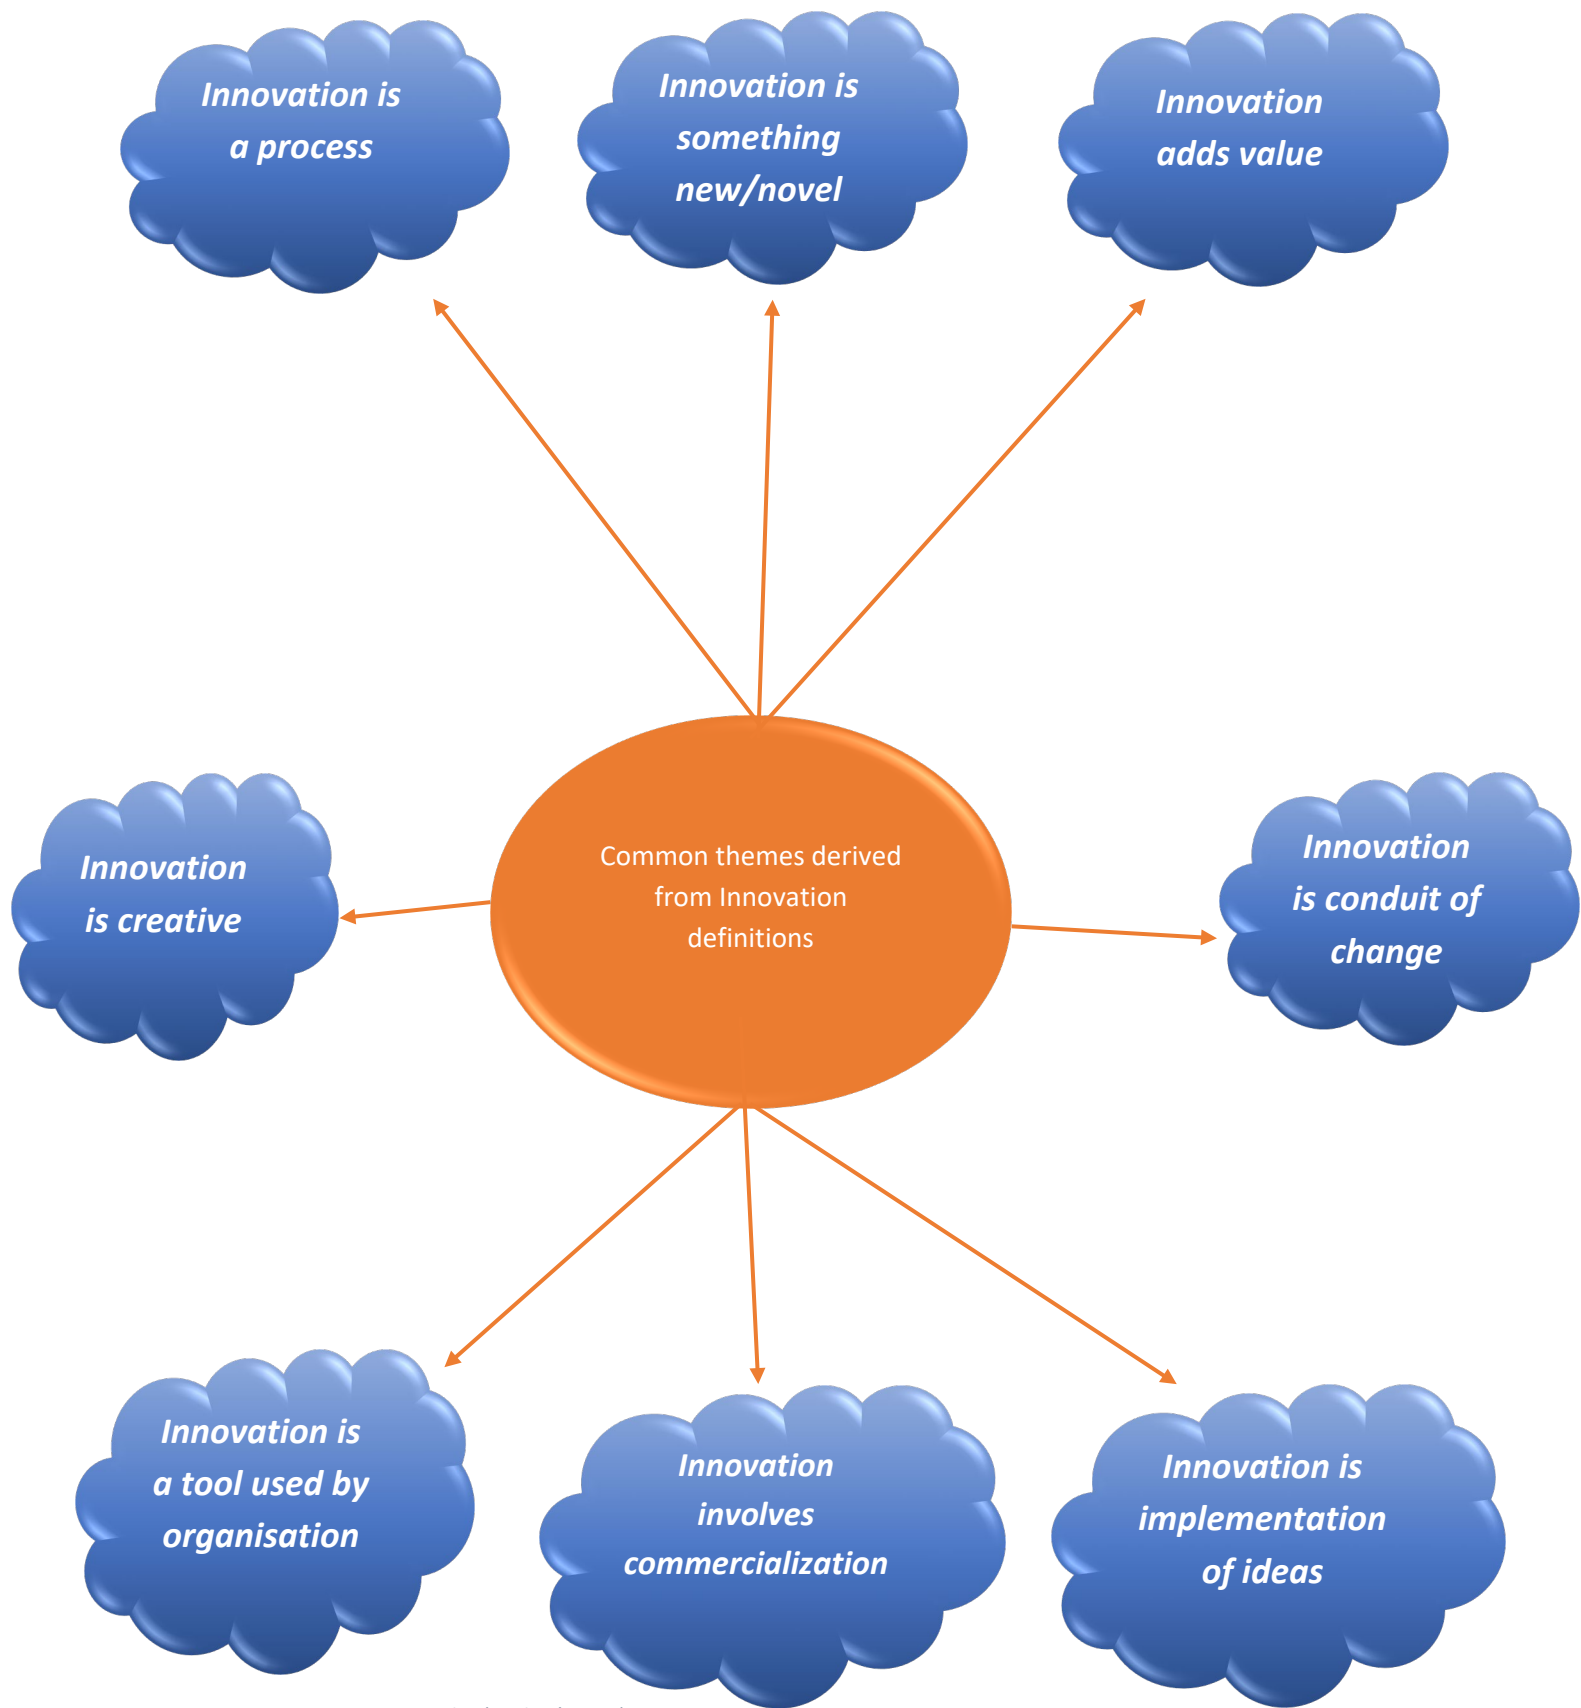 Innovation is
a process
Innovation is
something
new/novel
Innovation
adds value
Common themes derived
from Innovation
definitions
Innovation
is creative
Innovation
is conduit of
change
Innovation is
a tool used by
organisation
Innovation
involves
commercialization
Innovation is
implementation
of ideas